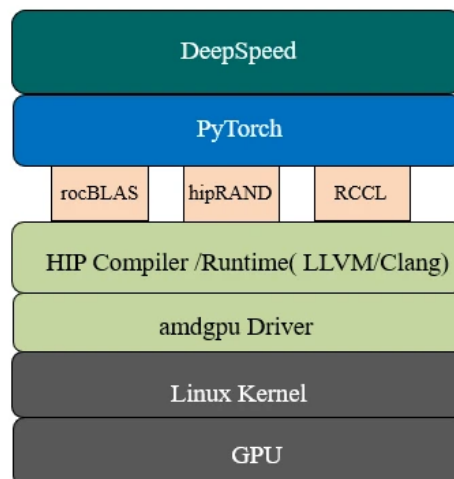 DeepSpeed
PyTorch
rocBLAS hipRAND RCCL
HIP Compiler /Runtime( LLVM/Clang)
amdgpu Driver
Linux Kernel
GPU